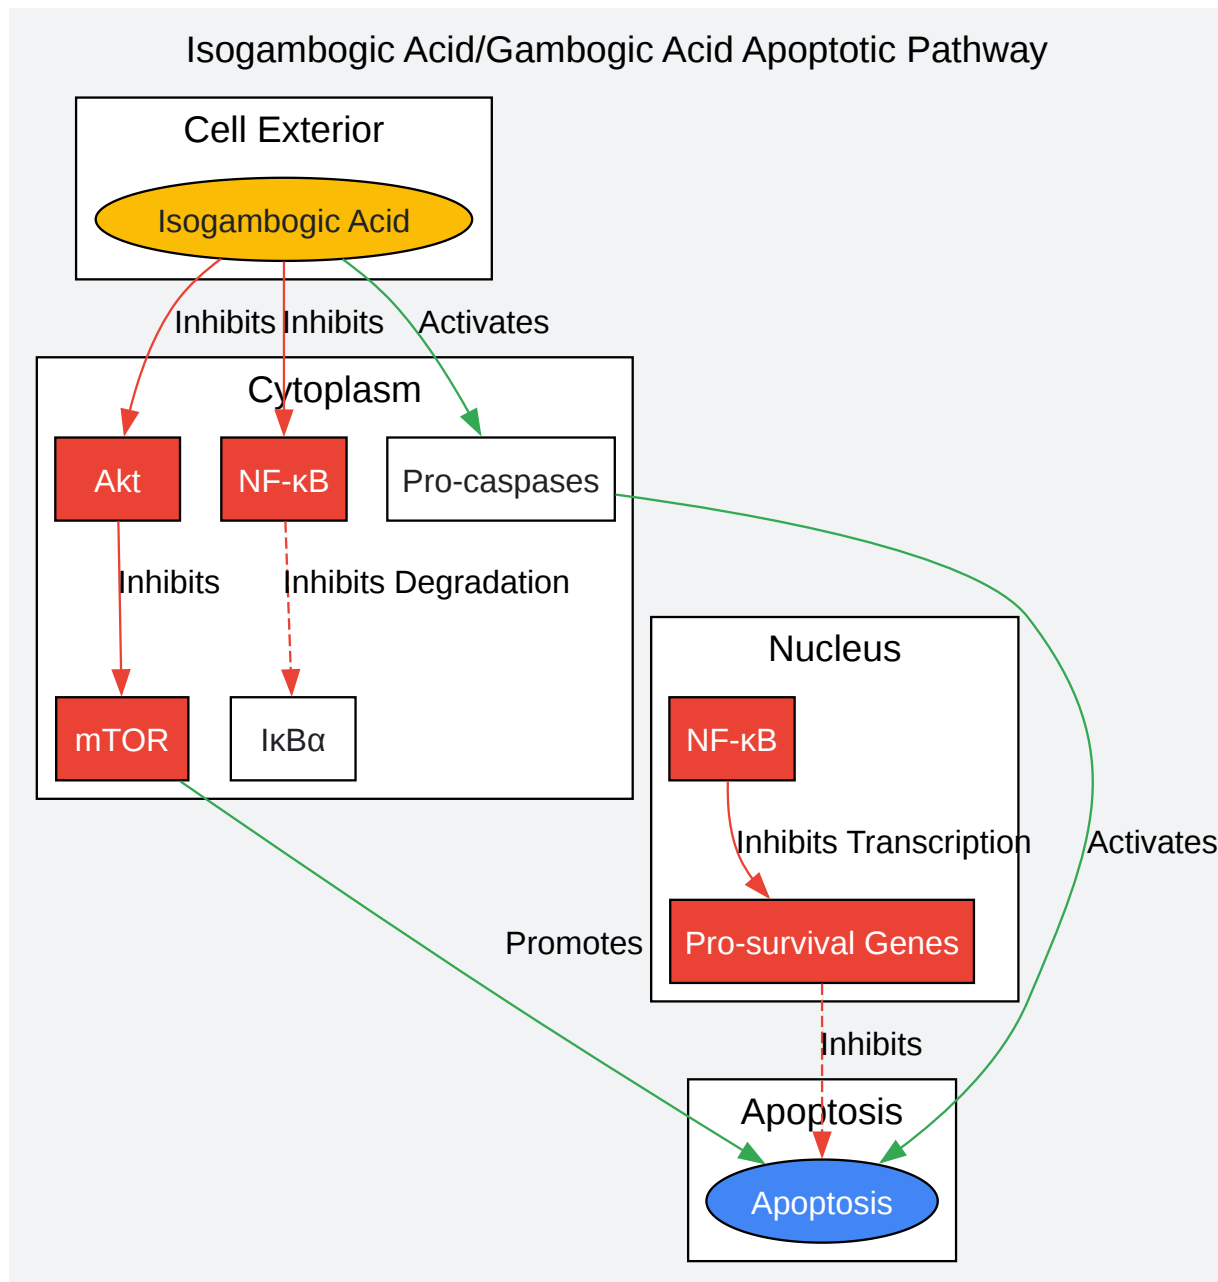 Isogambogic Acid/Gambogic Acid Apoptotic Pathway
Cell Exterior
Isogambogic Acid
Inhibits
Inhibits
Activates
Cytoplasm
Akt
NF-κB
Pro-caspases
Inhibits
Inhibits Degradation
Nucleus
mTOR
IκBα
NF-κB
Inhibits Transcription
Activates
Promotes
Pro-survival Genes
Inhibits
Apoptosis
Apoptosis